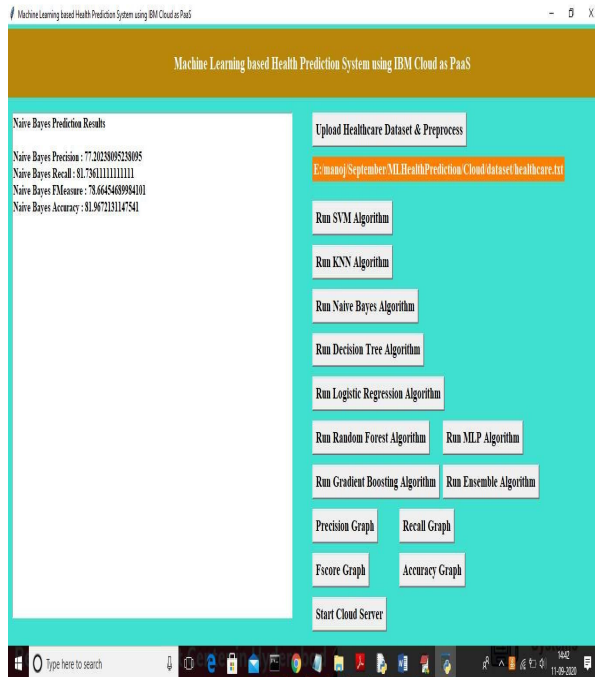 Machine Learning based Health Prediction System using IBM Cloud as PaaS
Machine Learning based Health Prediction System using IBM Cloud as PaaS
Naive Bayes Prediction Results
Naive Bayes Precision : 77.20238095238095
Naive Bayes Recall : 81.73611111111111
Naive Bayes FMeasure : 78.66454689984101
Naive Bayes Accuracy : 81.9672131147541
Upload Healthcare Dataset & Preprocess
E:/manoj/September/MLHealthPrediction/Cloud/dataset/healthcare.txt
Run SVM Algorithm
Run KNN Algorithm
Run Naive Bayes Algorithm
Run Decision Tree Algorithm
Run Logistic Regression Algorithm
Run Random Forest Algorithm
Run MLP Algorithm
Run Gradient Boosting Algorithm
Run Ensemble Algorithm
Precision Graph
Recall Graph
Fscore Graph
Accuracy Graph
Start Cloud Server
Type here to search
14:42
11-09-2020